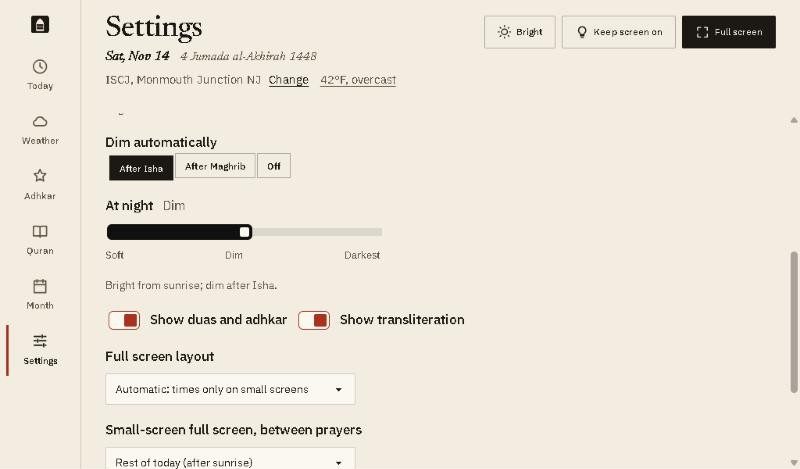 Settings
Bright
Keep screen on
Full screen
Sat, Nov 14 4 Jumada al-Akhirah 1448
ISCJ, Monmouth Junction NJ Change 42°F, overcast
Today
Weather
Adhkar
Quran
Month
Settings
Dim automatically
After Isha
After Maghrib
Off
At night Dim
Soft Dim Darkest
Bright from sunrise; dim after Isha.
Show duas and adhkar Show transliteration
Full screen layout
Automatic: times only on small screens
Small-screen full screen, between prayers
Rest of today (after sunrise)